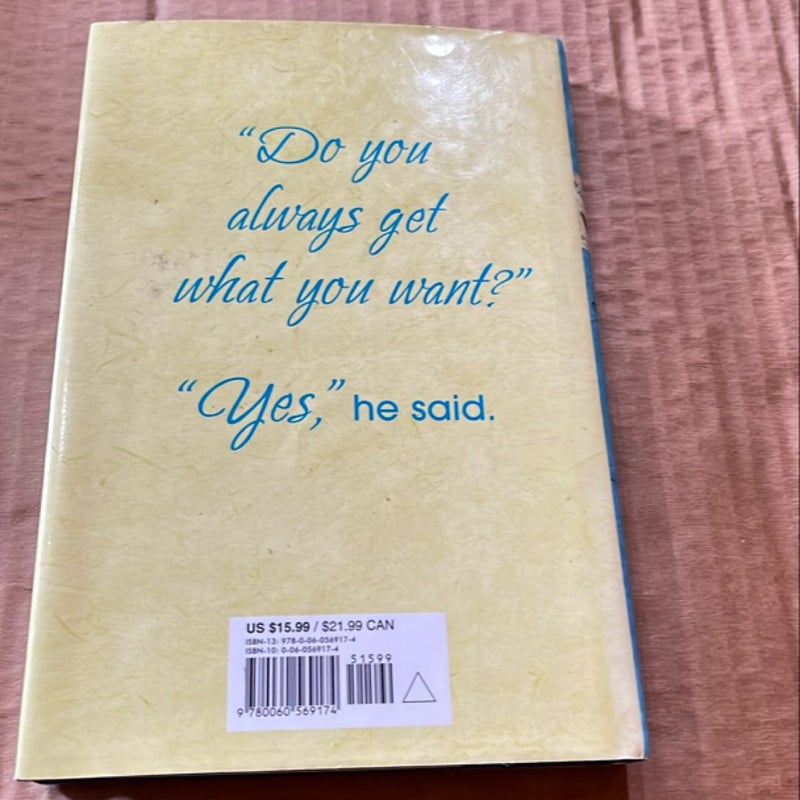 “Do you
always get
what you want?”
“Yes,” he said.
US $15.99 / $21.99 CAN
ISBN-13: 978-0-06-056917-4
ISBN-10: 0-06-056917-4
51599
9 780060 569174